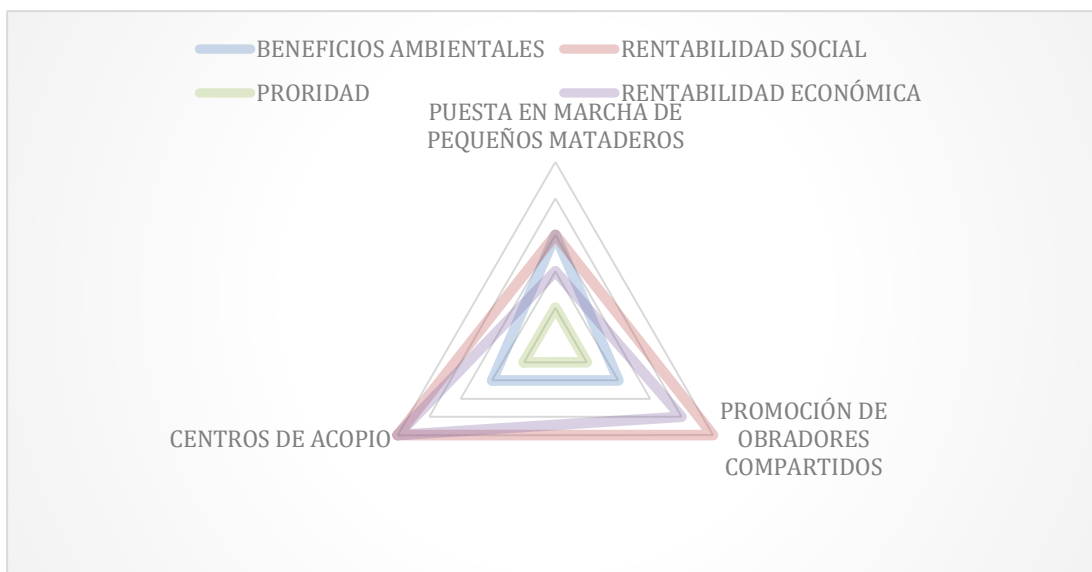 BENEFICIOS AMBIENTALES
RENTABILIDAD SOCIAL
PRORIDAD
RENTABILIDAD ECONÓMICA
PUESTA EN MARCHA DE
PEQUEÑOS MATADEROS
PROMOCIÓN DE
OBRADORES
COMPARTIDOS
CENTROS DE ACOPIO